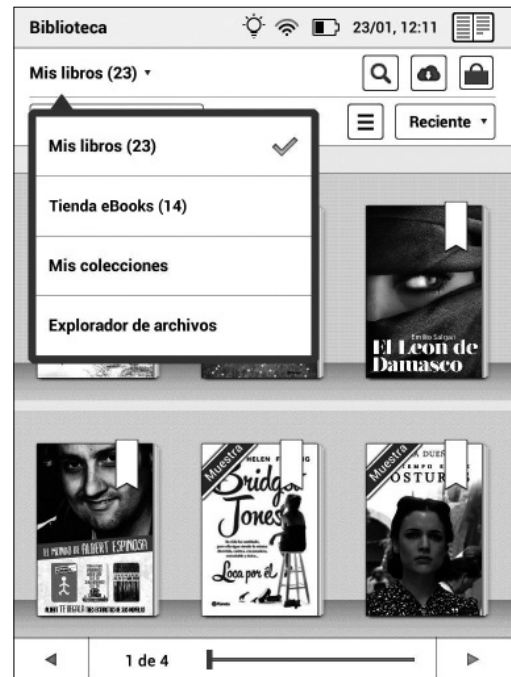 Biblioteca
23/01, 12:11
Mis libros (23)
Reciente
Mis libros (23)
Tienda eBooks (14)
Mis colecciones
Explorador de archivos
Emilio Salgari
El Leon de
Damasco
EL MUNDO DE ALBERT ESPINOSA
Muestra
HELEN
Bridget
Jones
Loca por él
Planeta
Muestra
DUEÑ
1 de 4